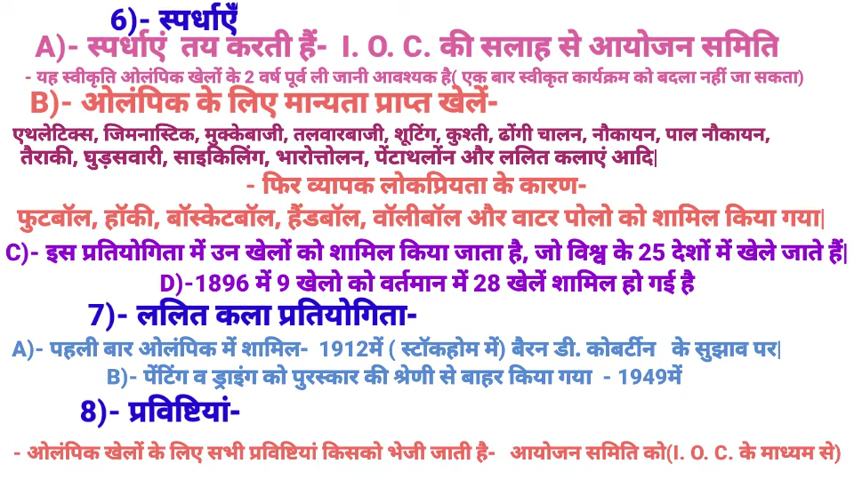 6)- स्पर्धाएँ
A)- स्पर्धाएं तय करती हैं- I. O. C. की सलाह से आयोजन समिति
- यह स्वीकृति ओलंपिक खेलों के 2 वर्ष पूर्व ली जानी आवश्यक है( एक बार स्वीकृत कार्यक्रम को बदला नहीं जा सकता)
B)- ओलंपिक के लिए मान्यता प्राप्त खेलें-
एथलेटिक्स, जिमनास्टिक, मुक्केबाजी, तलवारबाजी, शूटिंग, कुश्ती, ढोंगी चालन, नौकायन, पाल नौकायन,
तैराकी, घुड़सवारी, साइकिलिंग, भारोत्तोलन, पेंटाथलोंन और ललित कलाएं आदि|
- फिर व्यापक लोकप्रियता के कारण-
फुटबॉल, हॉकी, बॉस्केटबॉल, हैंडबॉल, वॉलीबॉल और वाटर पोलो को शामिल किया गया|
C)- इस प्रतियोगिता में उन खेलों को शामिल किया जाता है, जो विश्व के 25 देशों में खेले जाते हैं|
D)-1896 में 9 खेलो को वर्तमान में 28 खेलें शामिल हो गई है
7)- ललित कला प्रतियोगिता-
A)- पहली बार ओलंपिक में शामिल- 1912में ( स्टॉकहोम में) बैरन डी. कोबर्टीन के सुझाव पर|
B)- पेंटिंग व ड्राइंग को पुरस्कार की श्रेणी से बाहर किया गया - 1949में
8)- प्रविष्टियां-
- ओलंपिक खेलों के लिए सभी प्रविष्टियां किसको भेजी जाती है- आयोजन समिति को(I. O. C. के माध्यम से)